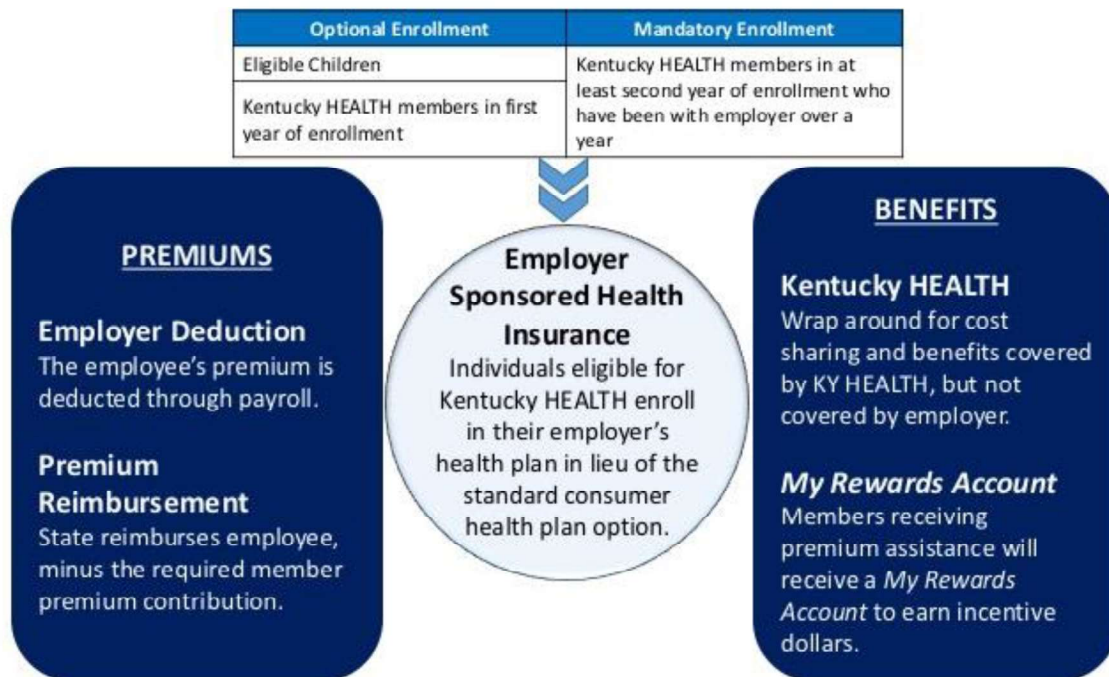 Optional Enrollment
Mandatory Enrollment
Eligible Children
Kentucky HEALTH members in first
year of enrollment
Kentucky HEALTH members in at
least second year of enrollment who
have been with employer over a
year
PREMIUMS
Employer Deduction
The employee's premium is
deducted through payroll.
Premium
Reimbursement
State reimburses employee,
minus the required member
premium contribution.
Employer
Sponsored Health
Insurance
Individuals eligible for
Kentucky HEALTH enroll
in their employer's
health plan in lieu of the
standard consumer
health plan option.
BENEFITS
Kentucky HEALTH
Wrap around for cost
sharing and benefits covered
by KY HEALTH, but not
covered by employer.
My Rewards Account
Members receiving
premium assistance will
receive a My Rewards
Account to earn incentive
dollars.